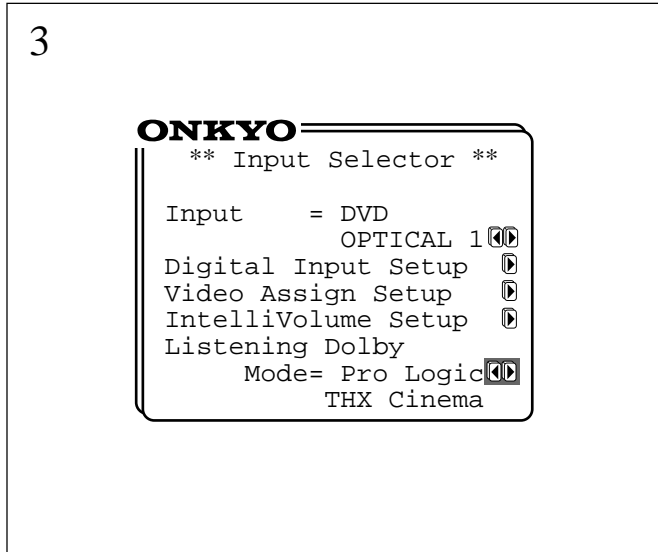 3
ONKYO
** Input Selector **
Input = DVD
OPTICAL 1
Digital Input Setup
Video Assign Setup
IntelliVolume Setup
Listening Dolby
Mode= Pro Logic
THX Cinema